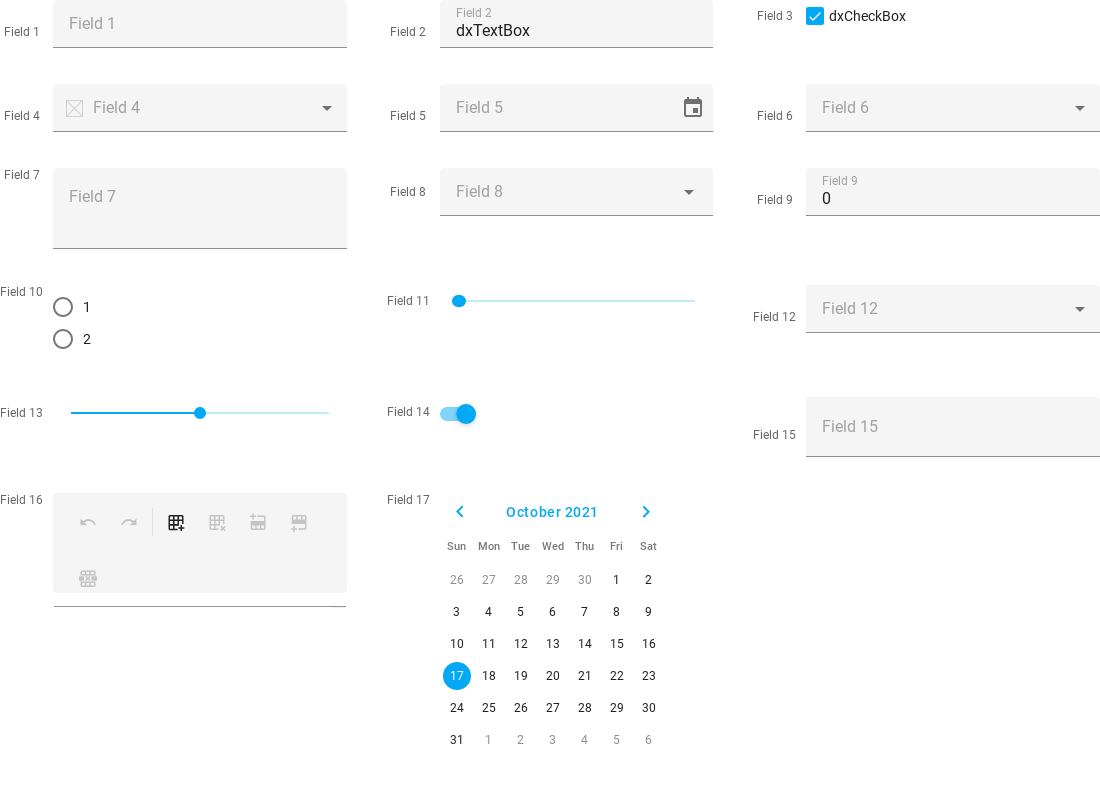 Field 1
Field 1
Field 2
Field 2
dxTextBox
Field 3
dxCheckBox
Field 4
Field 4
Field 5
Field 5
Field 6
Field 6
Field 7
Field 7
Field 8
Field 8
Field 9
Field 9
0
Field 10
1
2
Field 11
Field 12
Field 12
Field 13
Field 14
Field 15
Field 15
Field 16
Field 17
October 2021
Sun Mon Tue Wed Thu Fri Sat
26 27 28 29 30 1 2
3 4 5 6 7 8 9
10 11 12 13 14 15 16
17 18 19 20 21 22 23
24 25 26 27 28 29 30
31 1 2 3 4 5 6